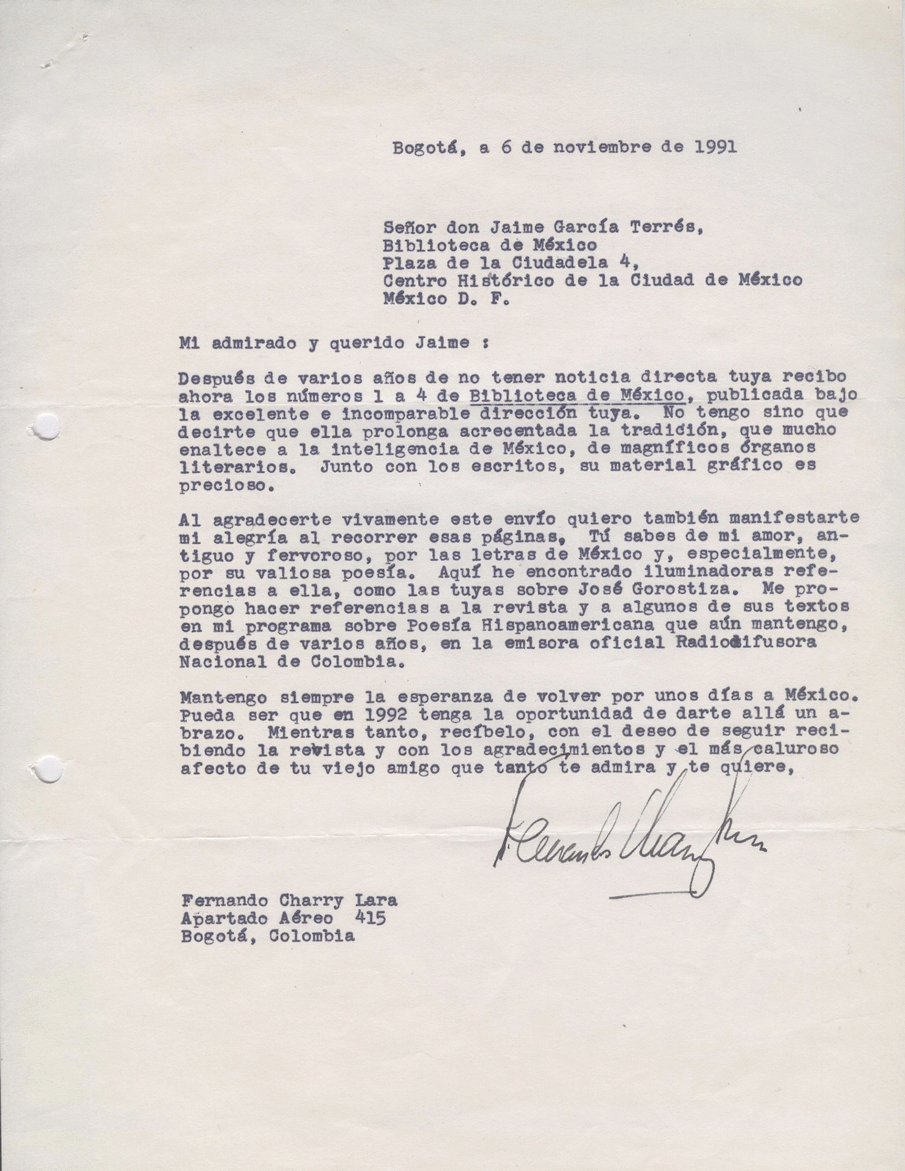 Bogotá, a 6 de noviembre de 1991
Señor don Jaime García Terrés,
Biblioteca de México
Plaza de la Ciudadela 4,
Centro Histórico de la Ciudad de México
México D. F.
Mi admirado y querido Jaime :
Después de varios años de no tener noticia directa tuya recibo
ahora los números 1 a 4 de Biblioteca de México, publicada bajo
la excelente e incomparable dirección tuya. No tengo sino que
decirte que ella prolonga acrecentada la tradición, que mucho
enaltece a la inteligencia de México, de magníficos órganos
literarios. Junto con los escritos, su material gráfico es
precioso.
Al agradecerte vivamente este envío quiero también manifestarte
mi alegría al recorrer esas páginas. Tú sabes de mi amor, an-
tiguo y fervoroso, por las letras de México y, especialmente,
por su valiosa poesía. Aquí he encontrado iluminadoras refe-
rencias a ella, como las tuyas sobre José Gorostiza. Me pro-
pongo hacer referencias a la revista y a algunos de sus textos
en mi programa sobre Poesía Hispanoamericana que aún mantengo,
después de varios años, en la emisora oficial Radiodifusora
Nacional de Colombia.
Mantengo siempre la esperanza de volver por unos días a México.
Pueda ser que en 1992 tenga la oportunidad de darte allá un a-
brazo. Mientras tanto, recíbelo, con el deseo de seguir reci-
biendo la revista y con los agradecimientos y el más caluroso
afecto de tu viejo amigo que tanto te admira y te quiere,
Fernando Charry Lara
Fernando Charry Lara
Apartado Aéreo 415
Bogotá, Colombia